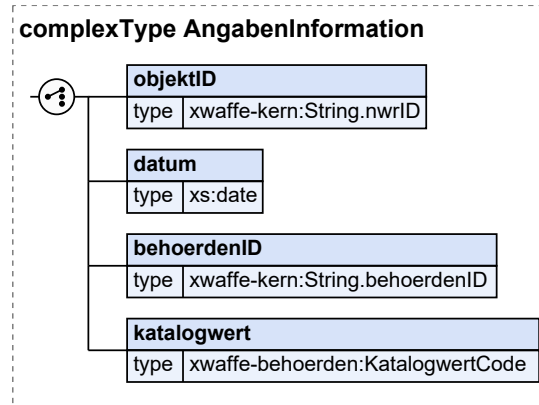 complexType AngabenInformation
objektID
type xwaffe-kern:String.nwrID
datum
type xs:date
behoerdenID
type xwaffe-kern:String.behoerdenID
katalogwert
type xwaffe-behoerden:KatalogwertCode